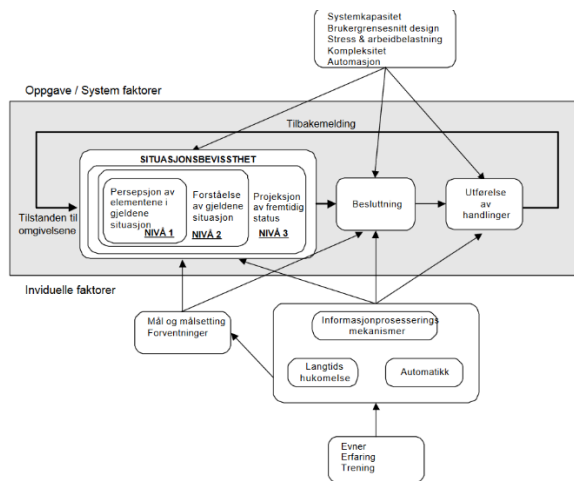 Systemkapasitet
Brukergrensesnitt design
Stress & arbeidbelastning
Kompleksitet
Automasjon
Oppgave / System faktorer
Tilbakemelding
SITUASJONSBEVISSTHET
Persepsjon av
elementene i
gjeldene
situasjon
NIVÅ 1
Forståelse
av gjeldene
situasjon
NIVÅ 2
Projeksjon
av fremtidig
status
NIVÅ 3
Tilstanden til
omgivelsene
Besluttning
Utførelse
av
handlinger
Inviduelle faktorer
Mål og målsetting
Forventninger
Informasjonprosesserings
mekanismer
Langtids
hukomelse
Automatikk
Evner
Erfaring
Trening